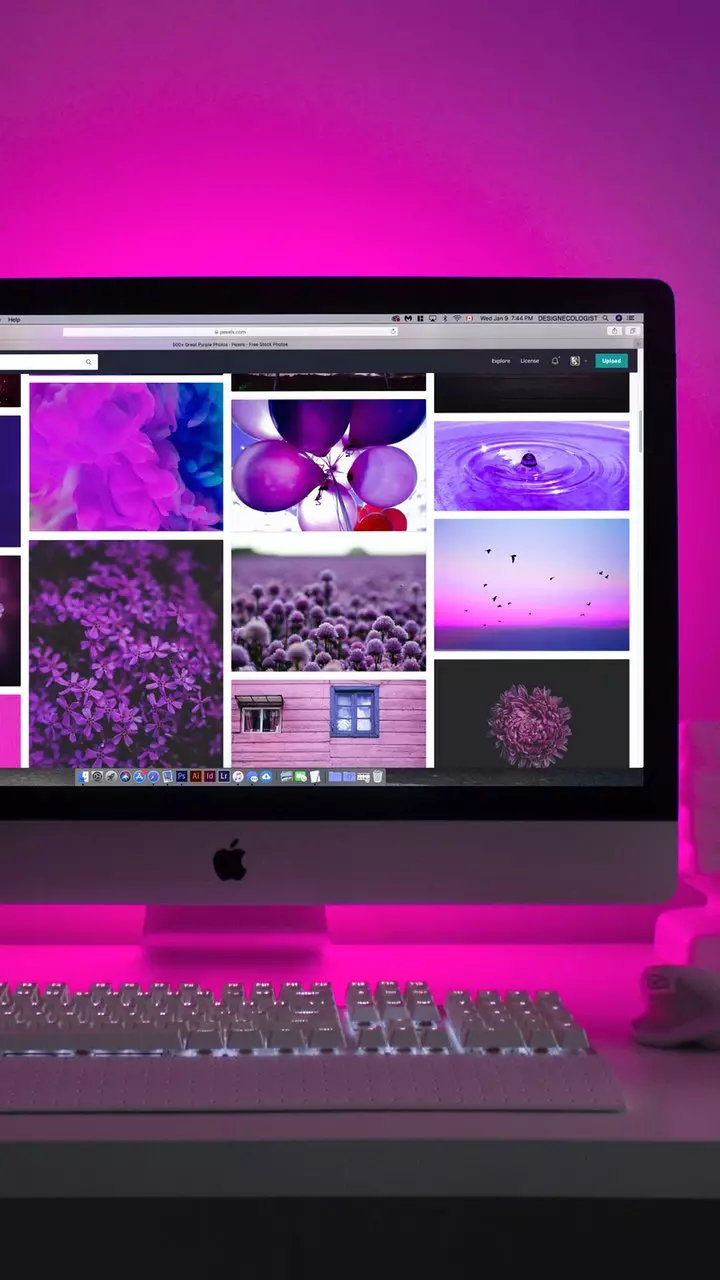 Help
Wed Jan 9 7:44 PM DESIGNECOLOGIST
pexels.com
500+ Great Purple Photos · Pexels · Free Stock Photos
Explore License Upload
Ps Ai Id Lr